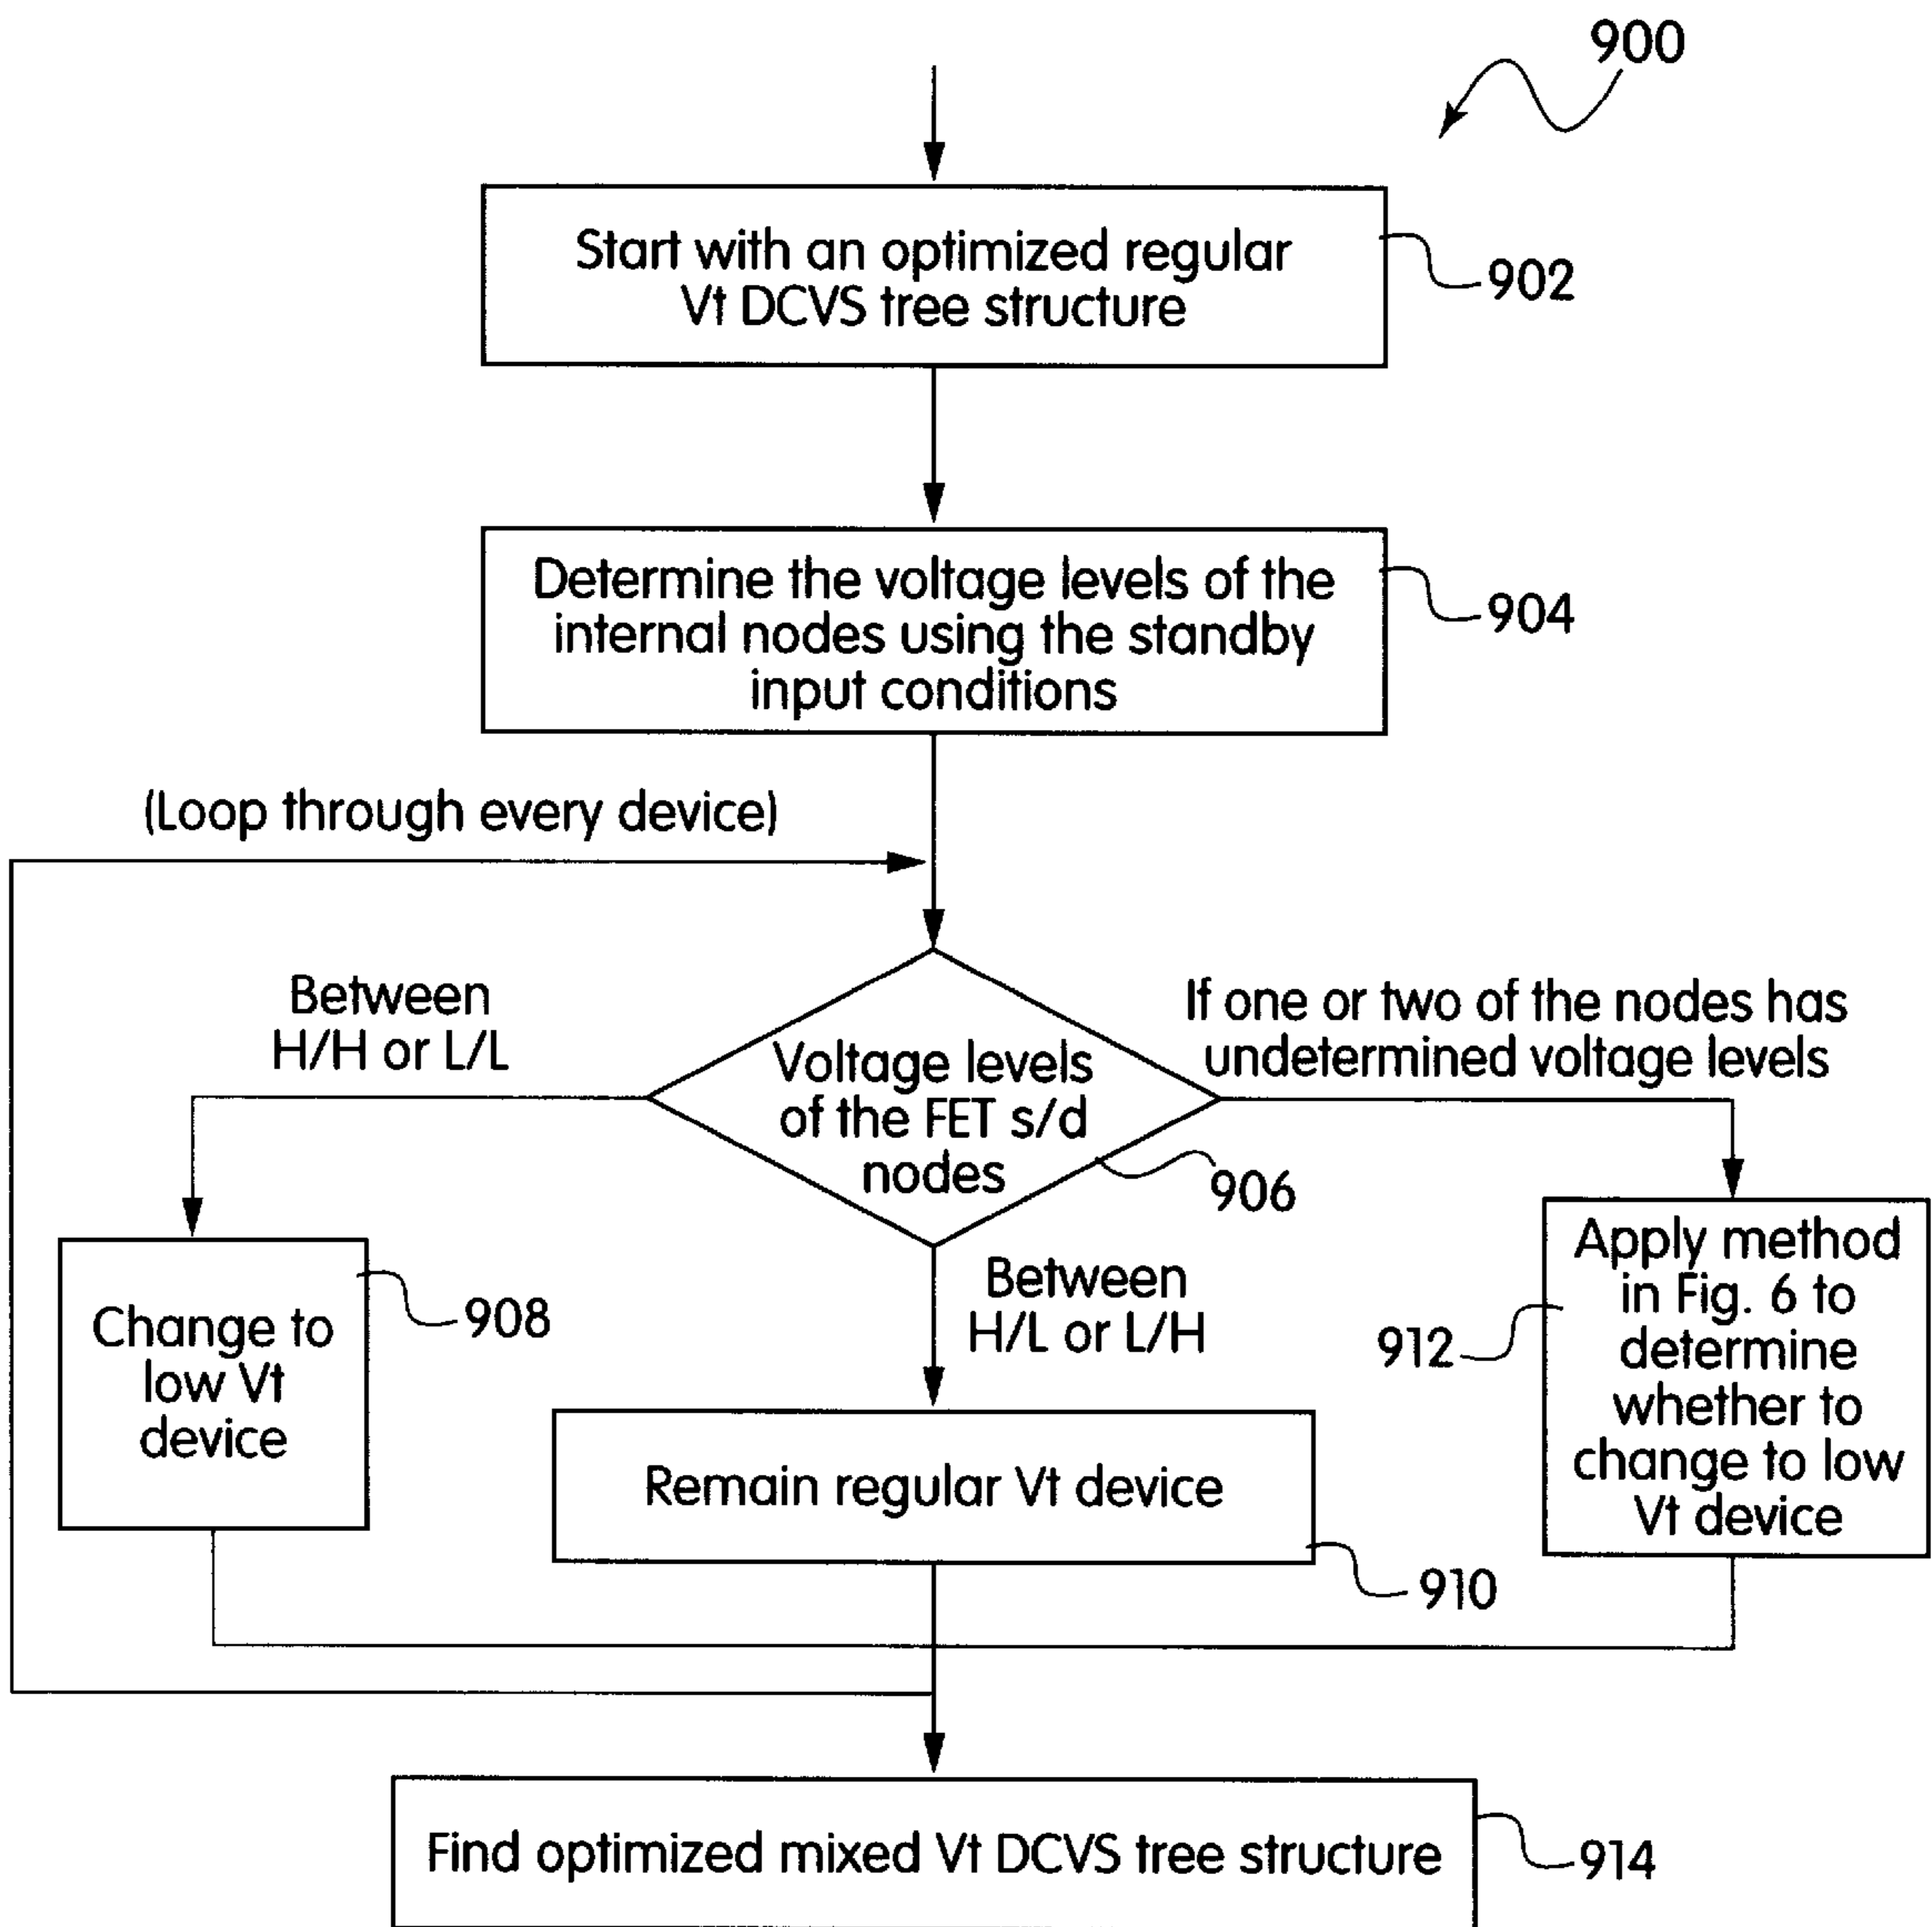 900
Start with an optimized regular
Vt DCVS tree structure
902
Determine the voltage levels of the
internal nodes using the standby
input conditions
904
(Loop through every device)
Between
H/H or L/L
Voltage levels
of the FET s/d
nodes
906
If one or two of the nodes has
undetermined voltage levels
Change to
low Vt
device
908
Between
H/L or L/H
Remain regular Vt device
910
Apply method
in Fig. 6 to
determine
whether to
change to low
Vt device
912
Find optimized mixed Vt DCVS tree structure
914